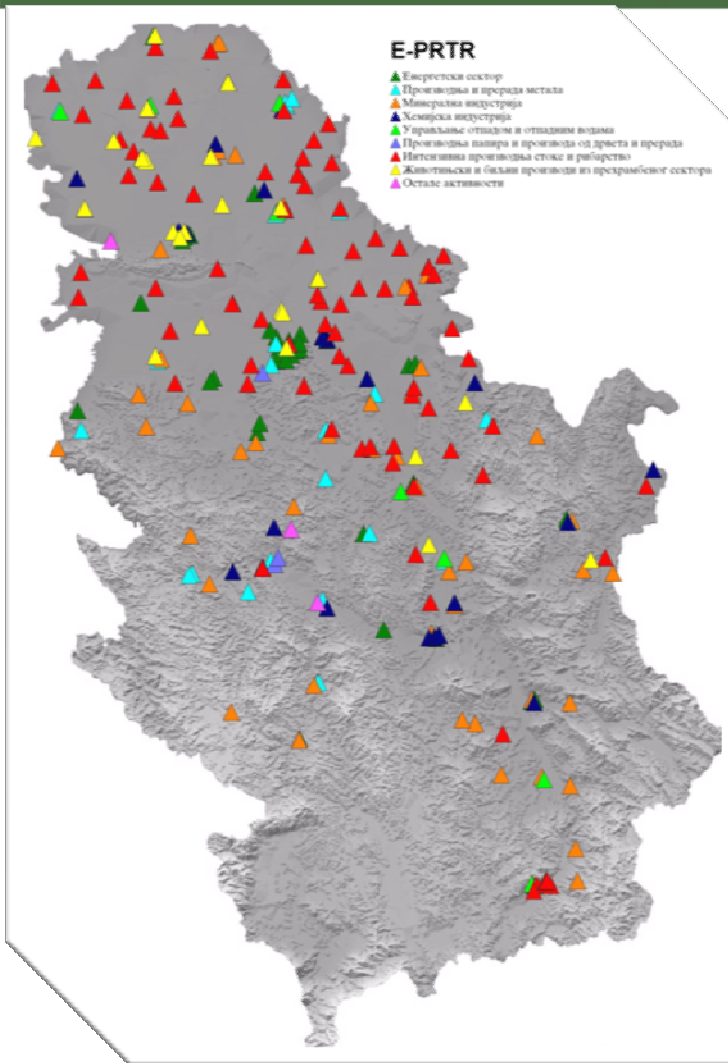 E-PRTR
Енергетски сектор
Производња и прерада метала
Минерална индустрија
Хемијска индустрија
Управљање отпадом и отпадним водама
Производња папира и производа од дрвета и прерада
Интензивна производња стоке и рибарство
Животињски и биљни производи из прехрамбеног сектора
Остале активности